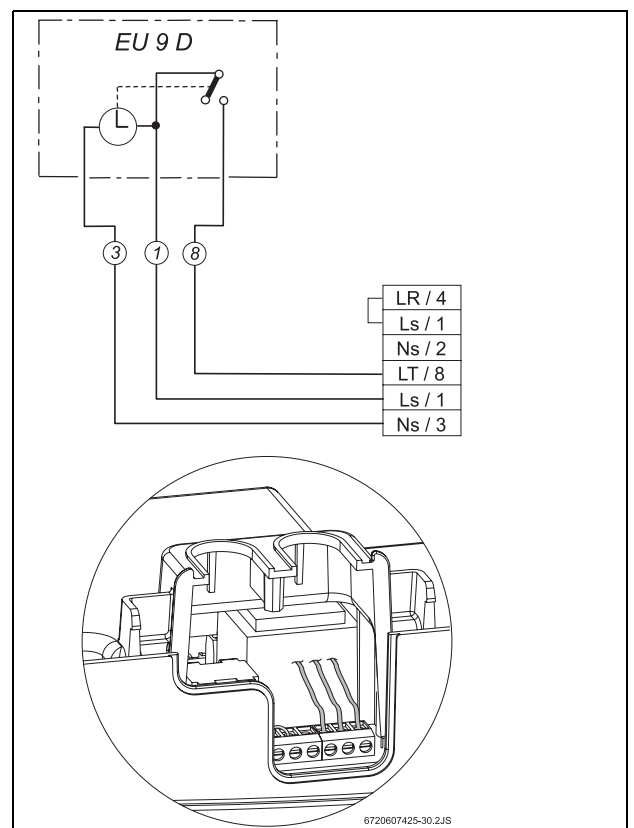 EU 9 D
3 1 8
LR / 4
Ls / 1
Ns / 2
LT / 8
Ls / 1
Ns / 3
6720607425-30.2JS